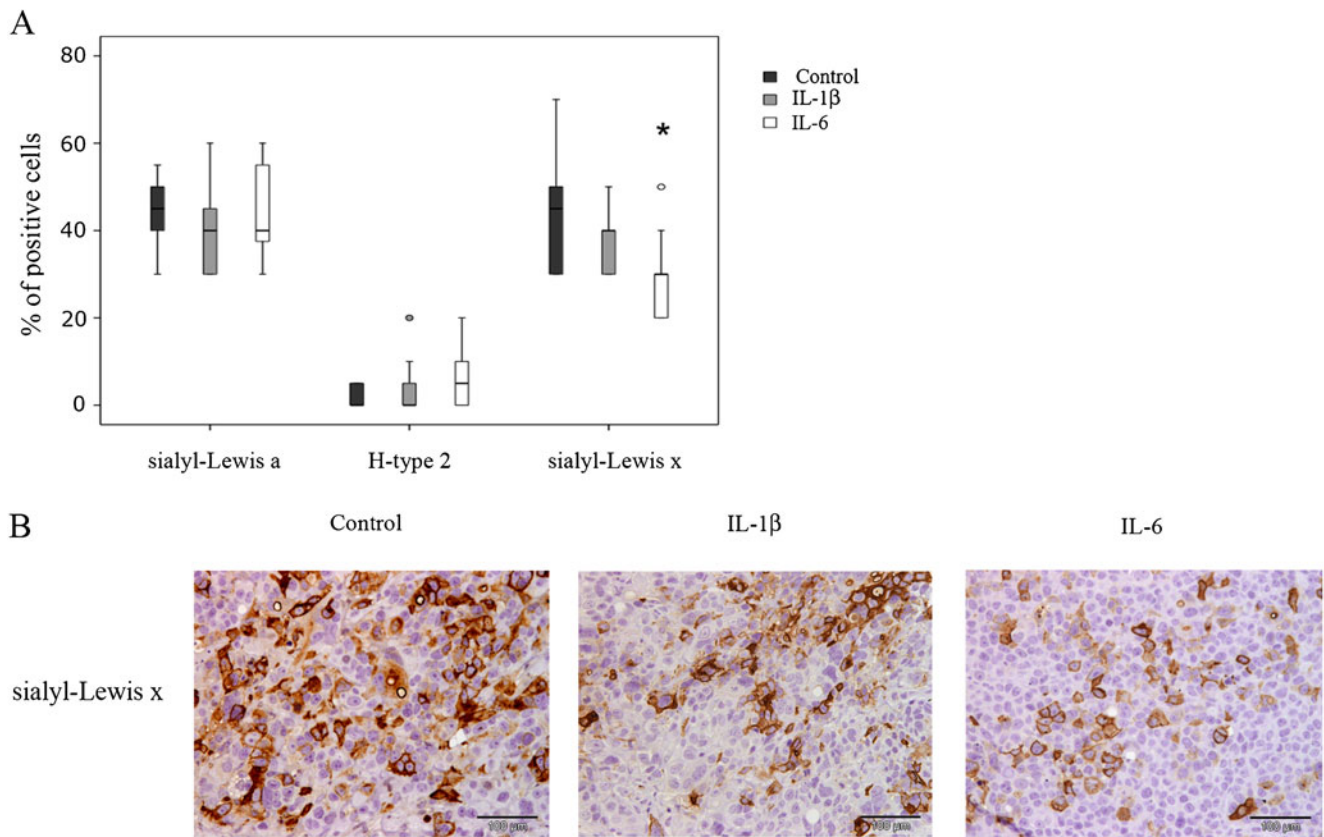 A
80
60
40
20
0
% of positive cells
*
Control
IL-1β
IL-6
sialyl-Lewis a H-type 2 sialyl-Lewis x
B
Control IL-1β IL-6
sialyl-Lewis x
100 µm 100 µm 100 µm